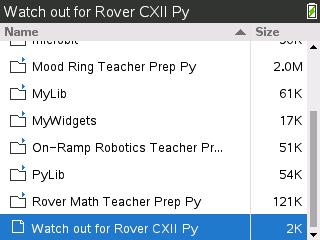 Watch out for Rover CXII Py
Name Size
microbit
Mood Ring Teacher Prep Py 2.0M
MyLib 61K
MyWidgets 17K
On-Ramp Robotics Teacher Pr... 51K
PyLib 54K
Rover Math Teacher Prep Py 121K
Watch out for Rover CXII Py 2K